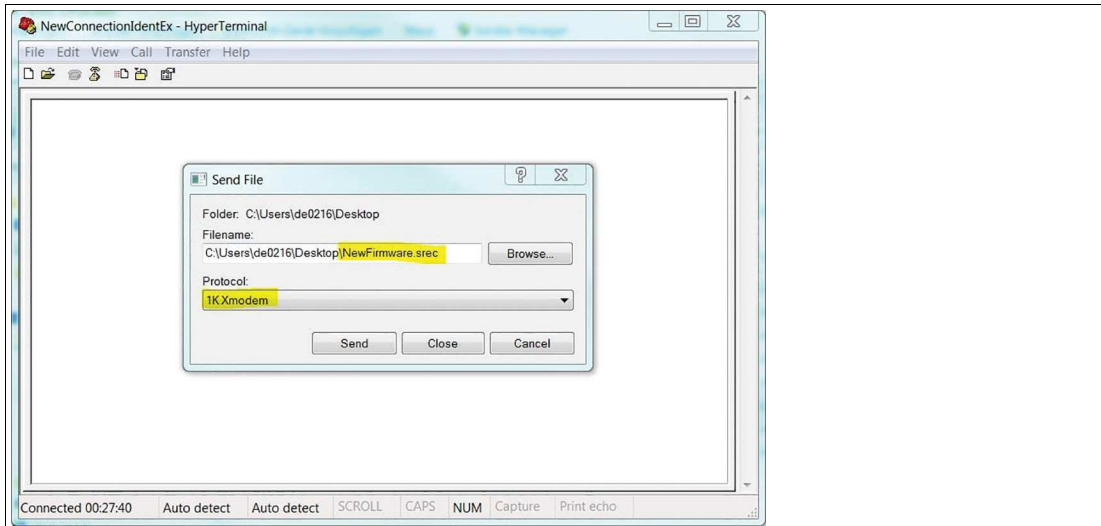 NewConnectionIdentEx - HyperTerminal
File Edit View Call Transfer Help
Send File
Folder: C:\Users\de0216\Desktop
Filename:
C:\Users\de0216\Desktop\NewFirmware.srec Browse...
Protocol:
1K Xmodem
Send Close Cancel
Connected 00:27:40 Auto detect Auto detect SCROLL CAPS NUM Capture Print echo